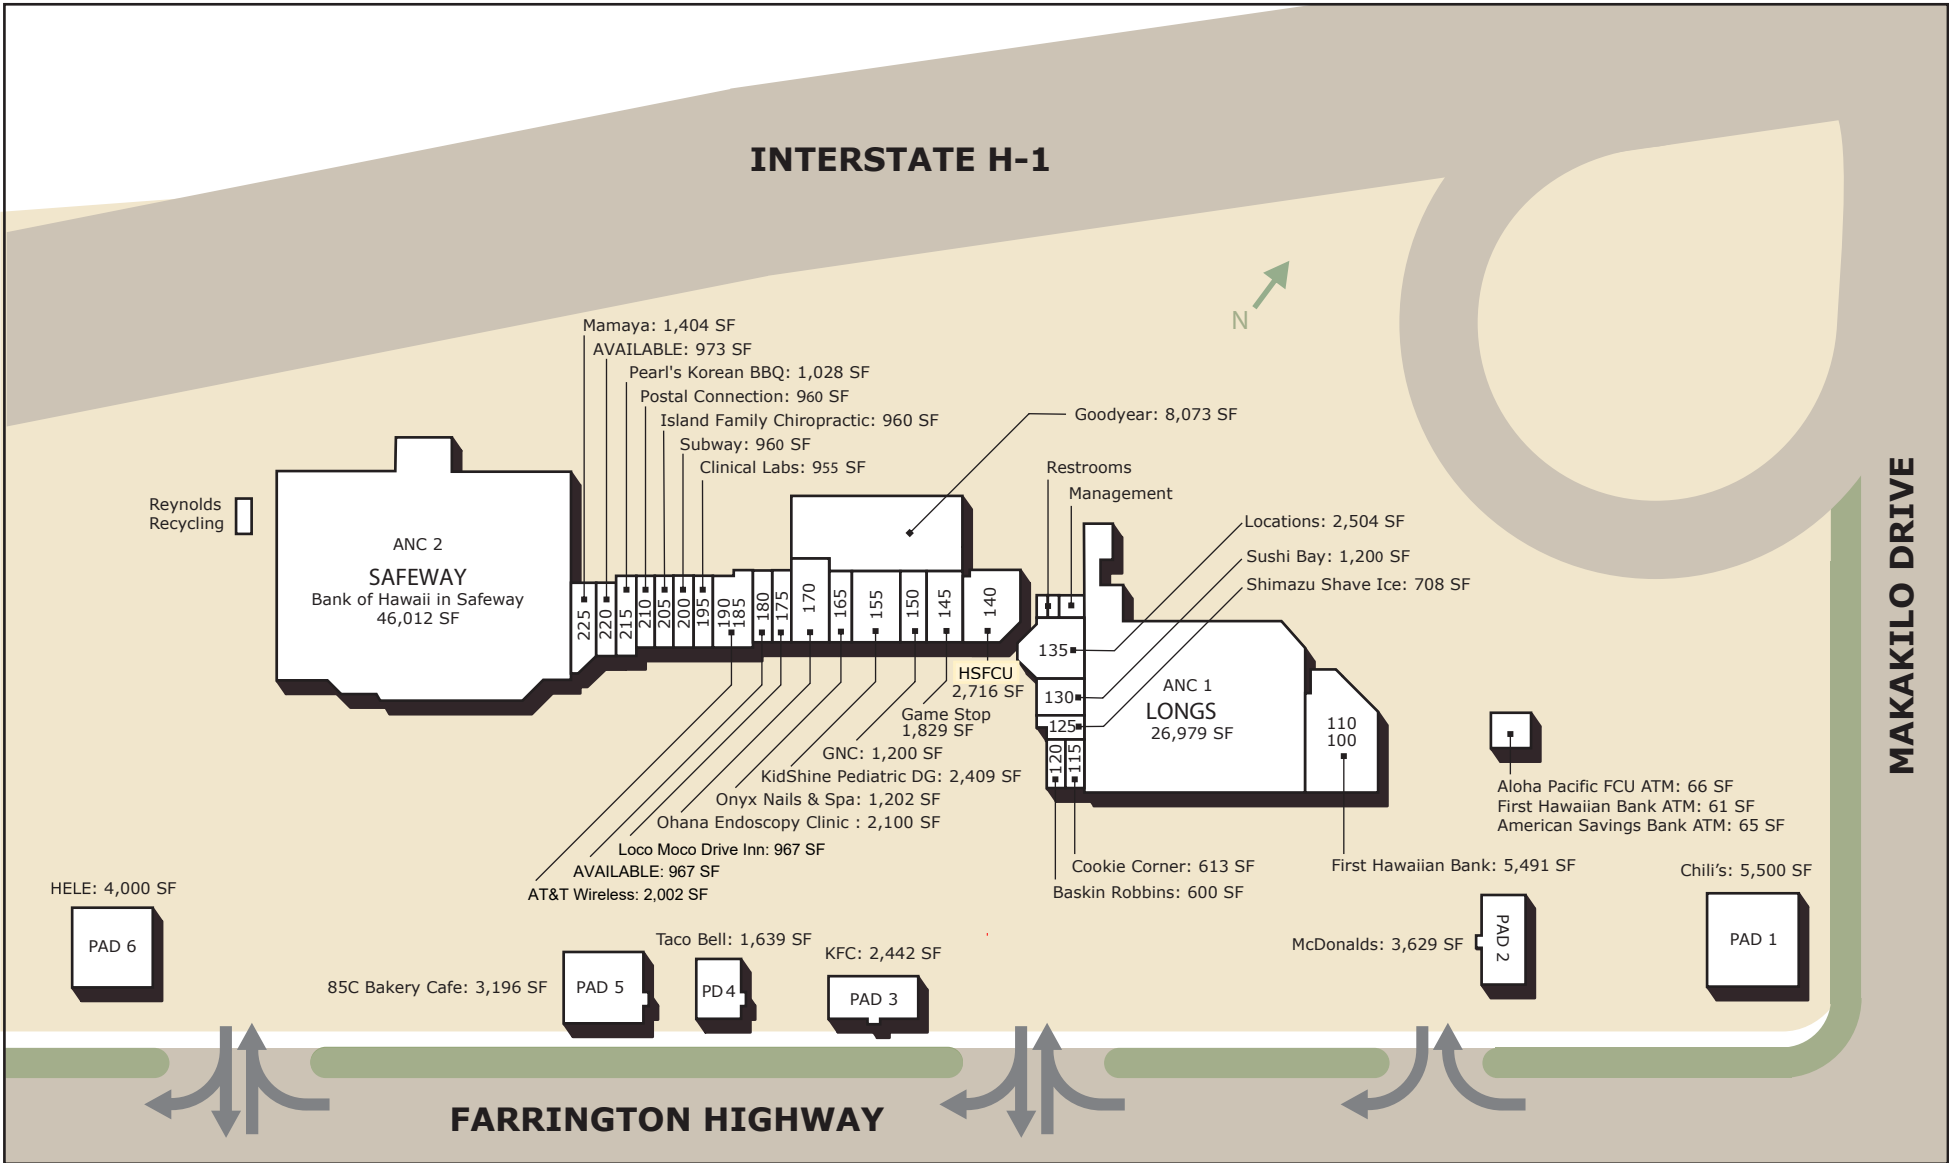 INTERSTATE H-1
N
Mamaya: 1,404 SF
AVAILABLE: 973 SF
Pearl's Korean BBQ: 1,028 SF
Postal Connection: 960 SF
Island Family Chiropractic: 960 SF
Subway: 960 SF
Clinical Labs: 955 SF
Goodyear: 8,073 SF
Restrooms
Management
Locations: 2,504 SF
Sushi Bay: 1,200 SF
Shimazu Shave Ice: 708 SF
MAKAKILO DRIVE
Reynolds
Recycling
ANC 2
SAFEWAY
Bank of Hawaii in Safeway
46,012 SF
225
220
215
210
205
200
195
190
185
180
175
170
165
155
150
145
140
135
130
125
120
115
ANC 1
LONGS
26,979 SF
110
100
HSFCU
2,716 SF
Game Stop
1,829 SF
GNC: 1,200 SF
KidShine Pediatric DG: 2,409 SF
Onyx Nails & Spa: 1,202 SF
Ohana Endoscopy Clinic : 2,100 SF
Loco Moco Drive Inn: 967 SF
AVAILABLE: 967 SF
AT&T Wireless: 2,002 SF
Cookie Corner: 613 SF
Baskin Robbins: 600 SF
First Hawaiian Bank: 5,491 SF
Aloha Pacific FCU ATM: 66 SF
First Hawaiian Bank ATM: 61 SF
American Savings Bank ATM: 65 SF
Chili's: 5,500 SF
PAD 1
McDonalds: 3,629 SF
PAD 2
HELE: 4,000 SF
PAD 6
85C Bakery Cafe: 3,196 SF
PAD 5
Taco Bell: 1,639 SF
PD 4
KFC: 2,442 SF
PAD 3
FARRINGTON HIGHWAY